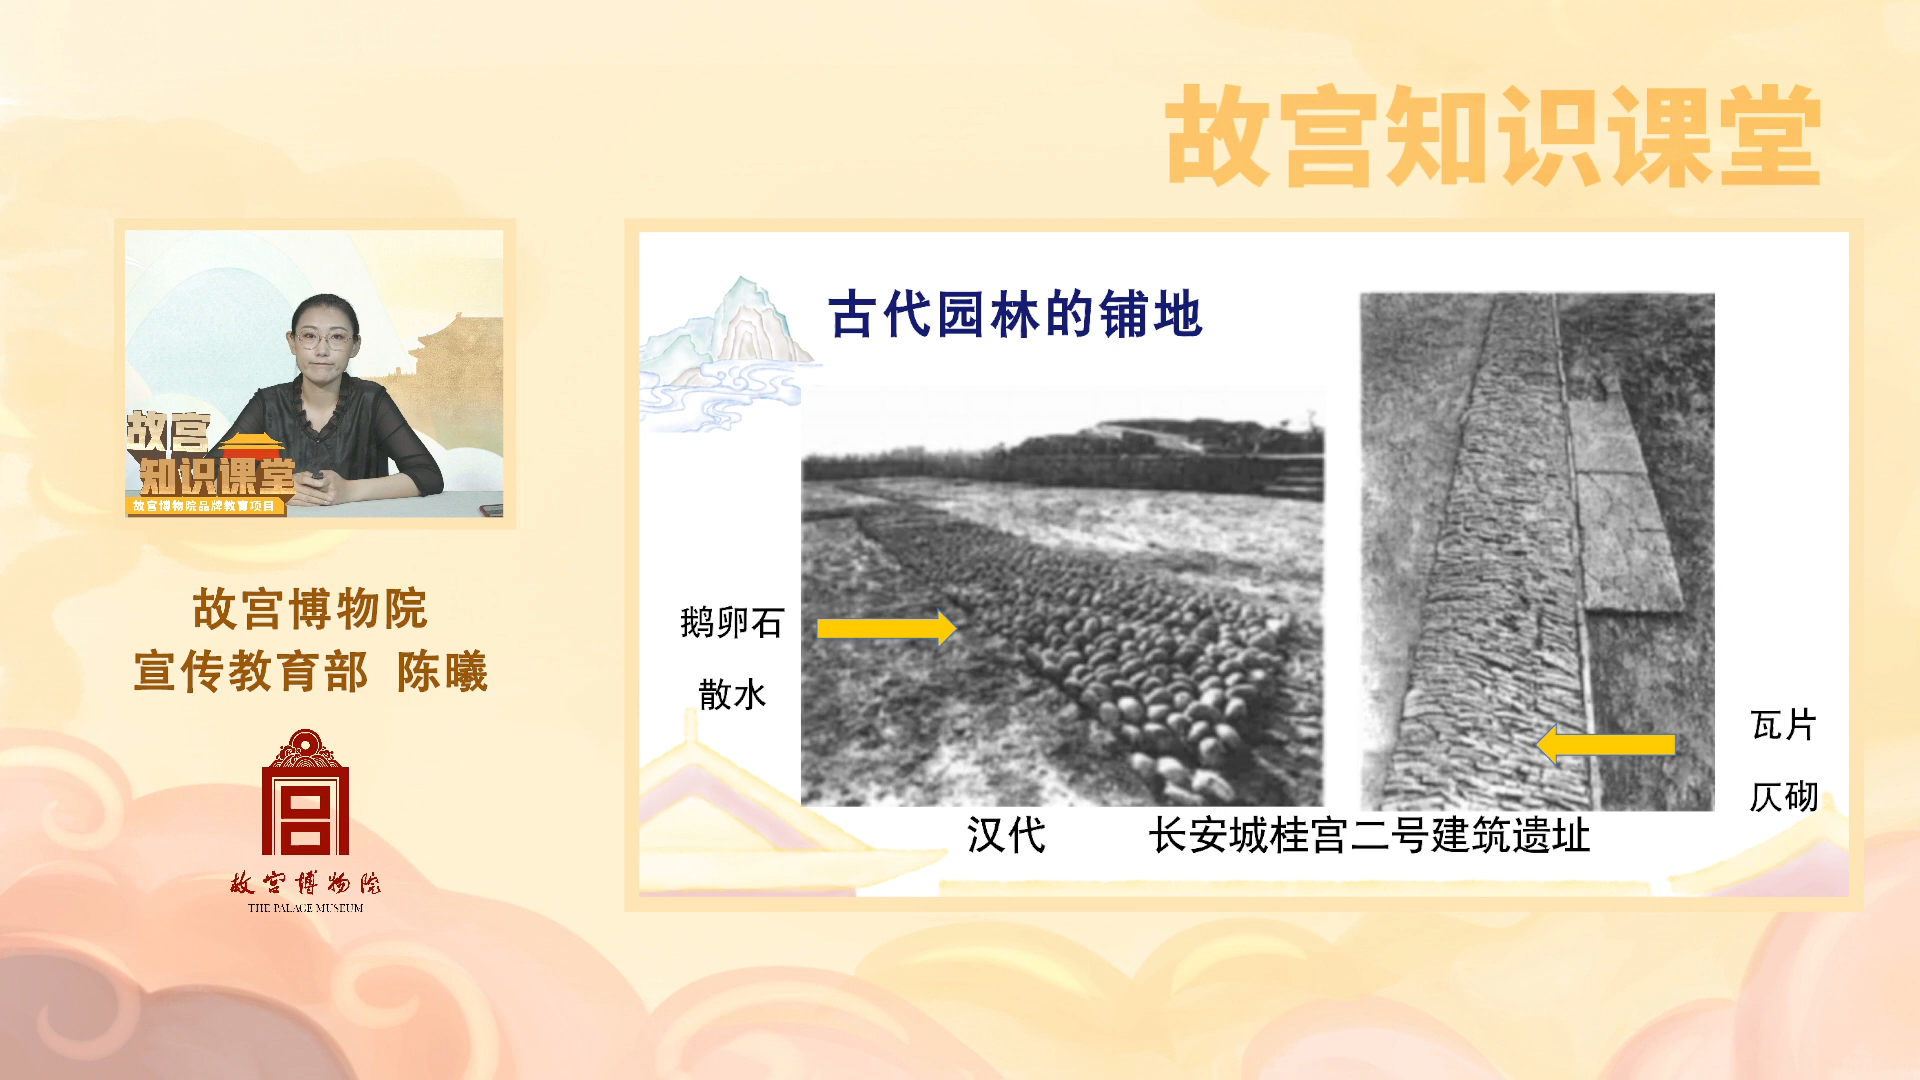 故宫知识课堂
故宫
知识课堂
故宫博物院品牌教育项目
故宫博物院
宣传教育部 陈曦
故宫博物院
THE PALACE MUSEUM
古代园林的铺地
鹅卵石
散水
瓦片
仄砌
汉代 长安城桂宫二号建筑遗址